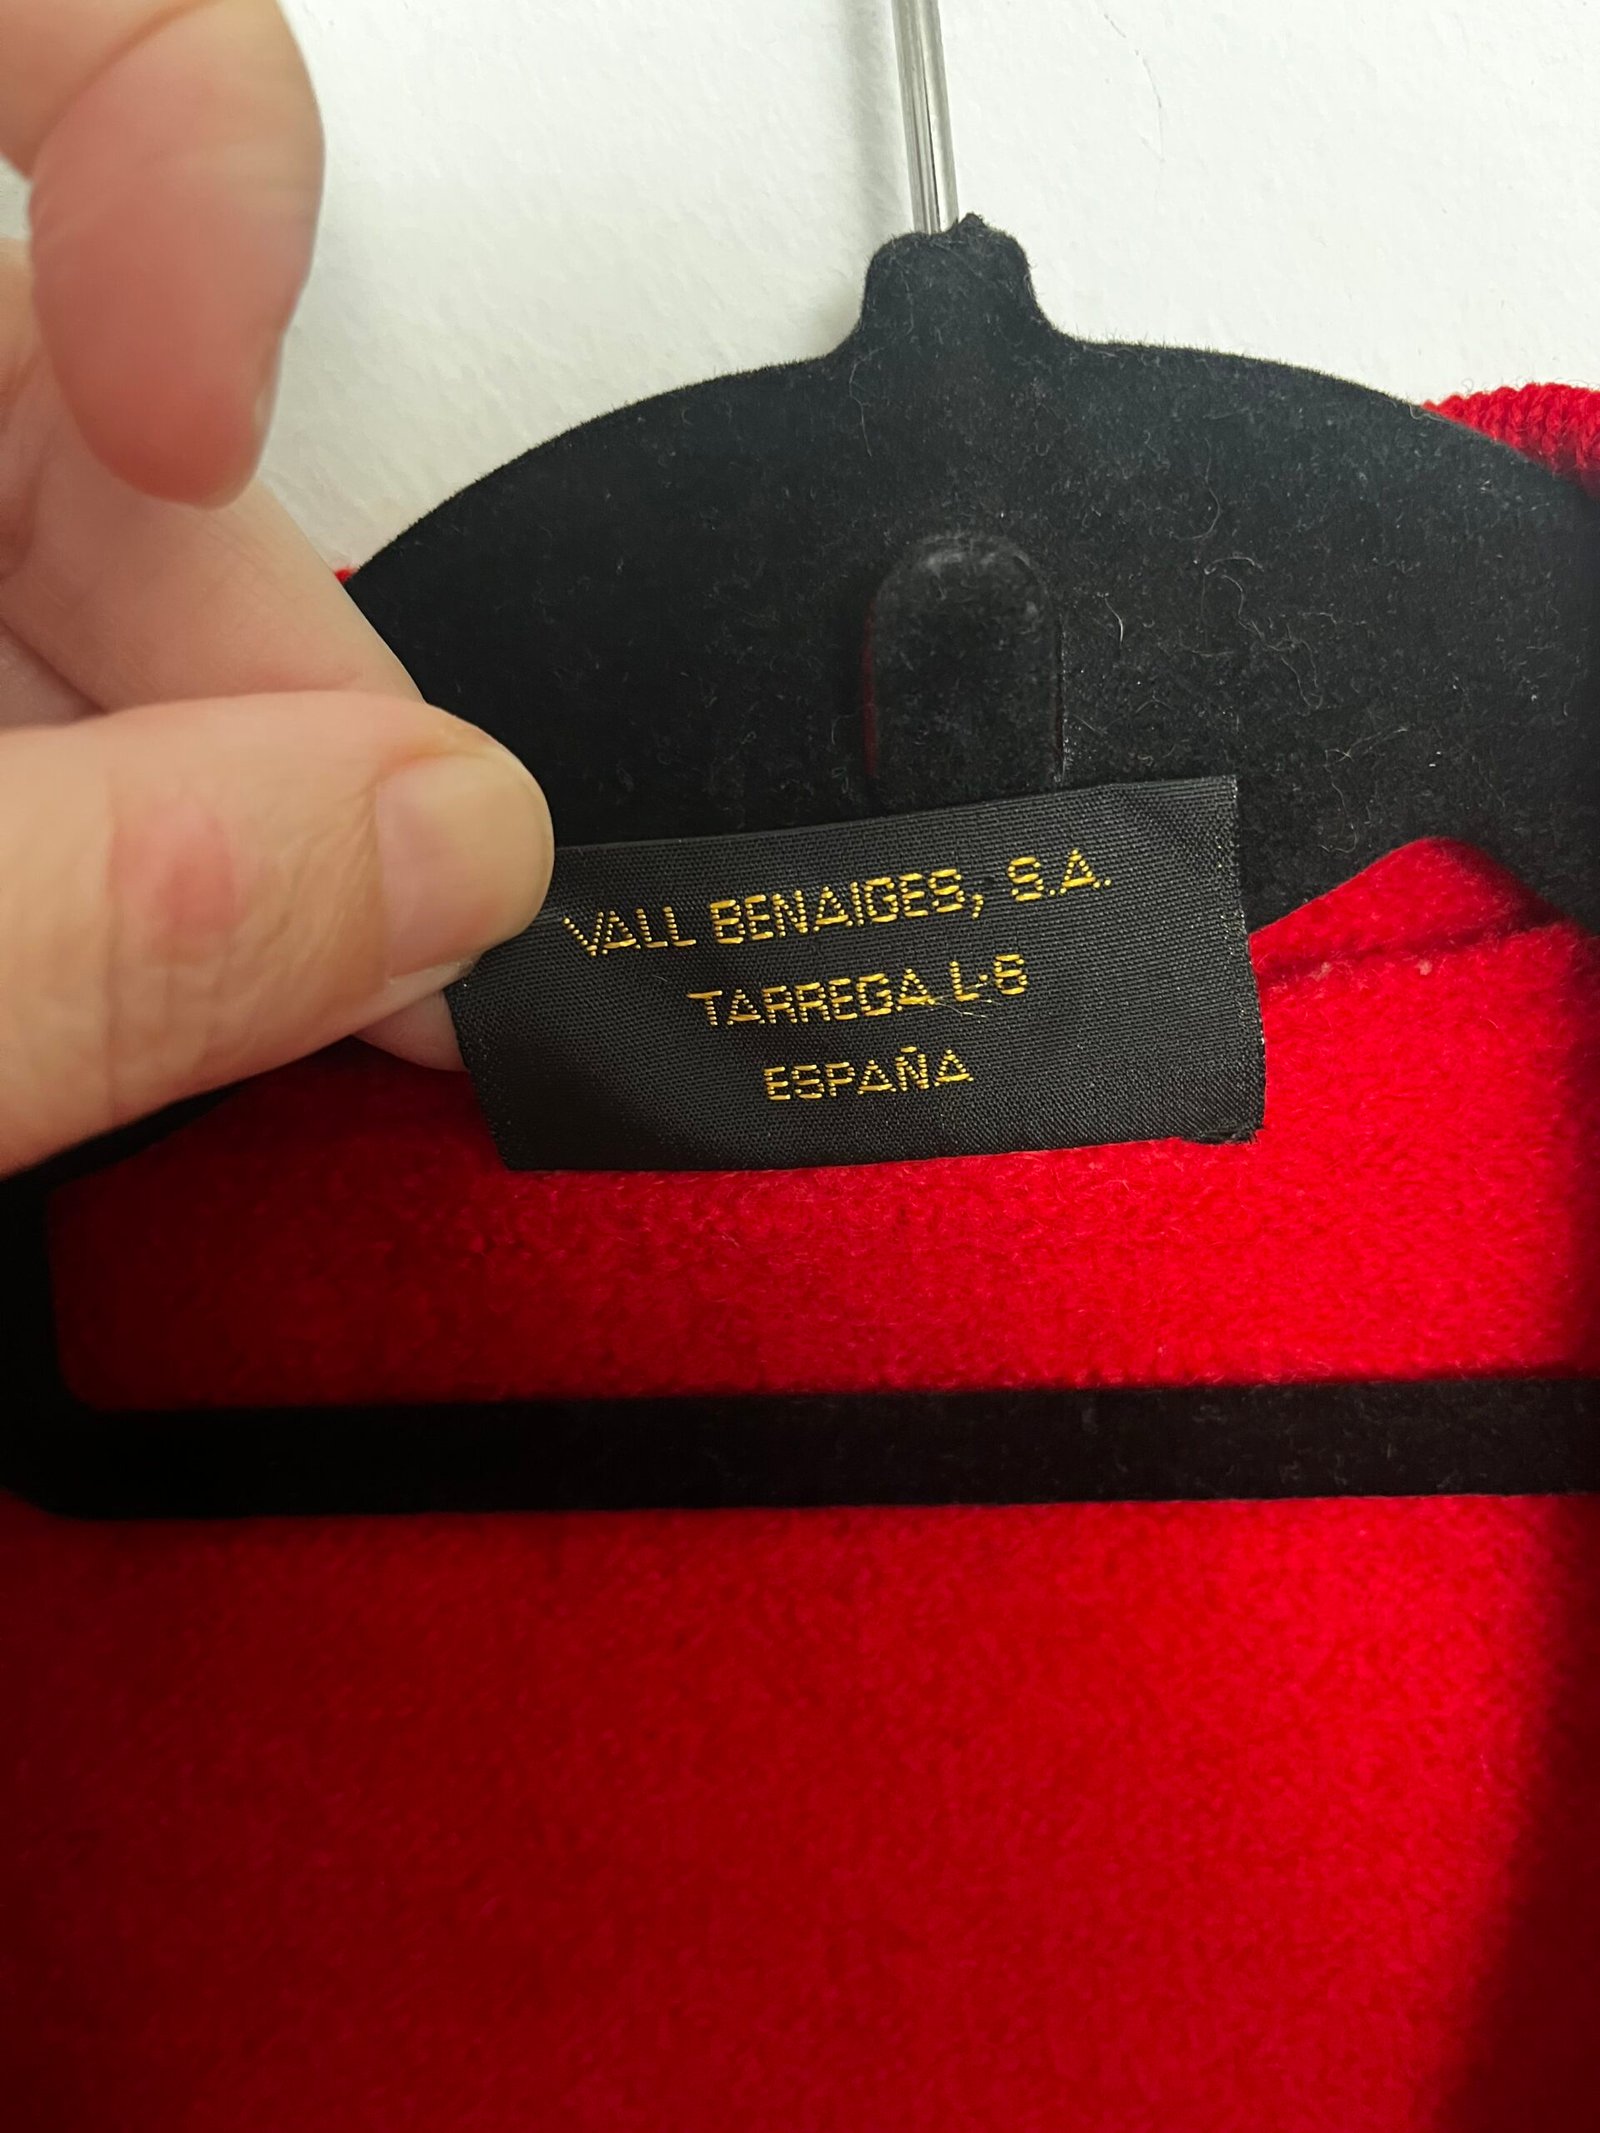 VALL BENAIGES, S.A.
TARREGA L-6
ESPAÑA